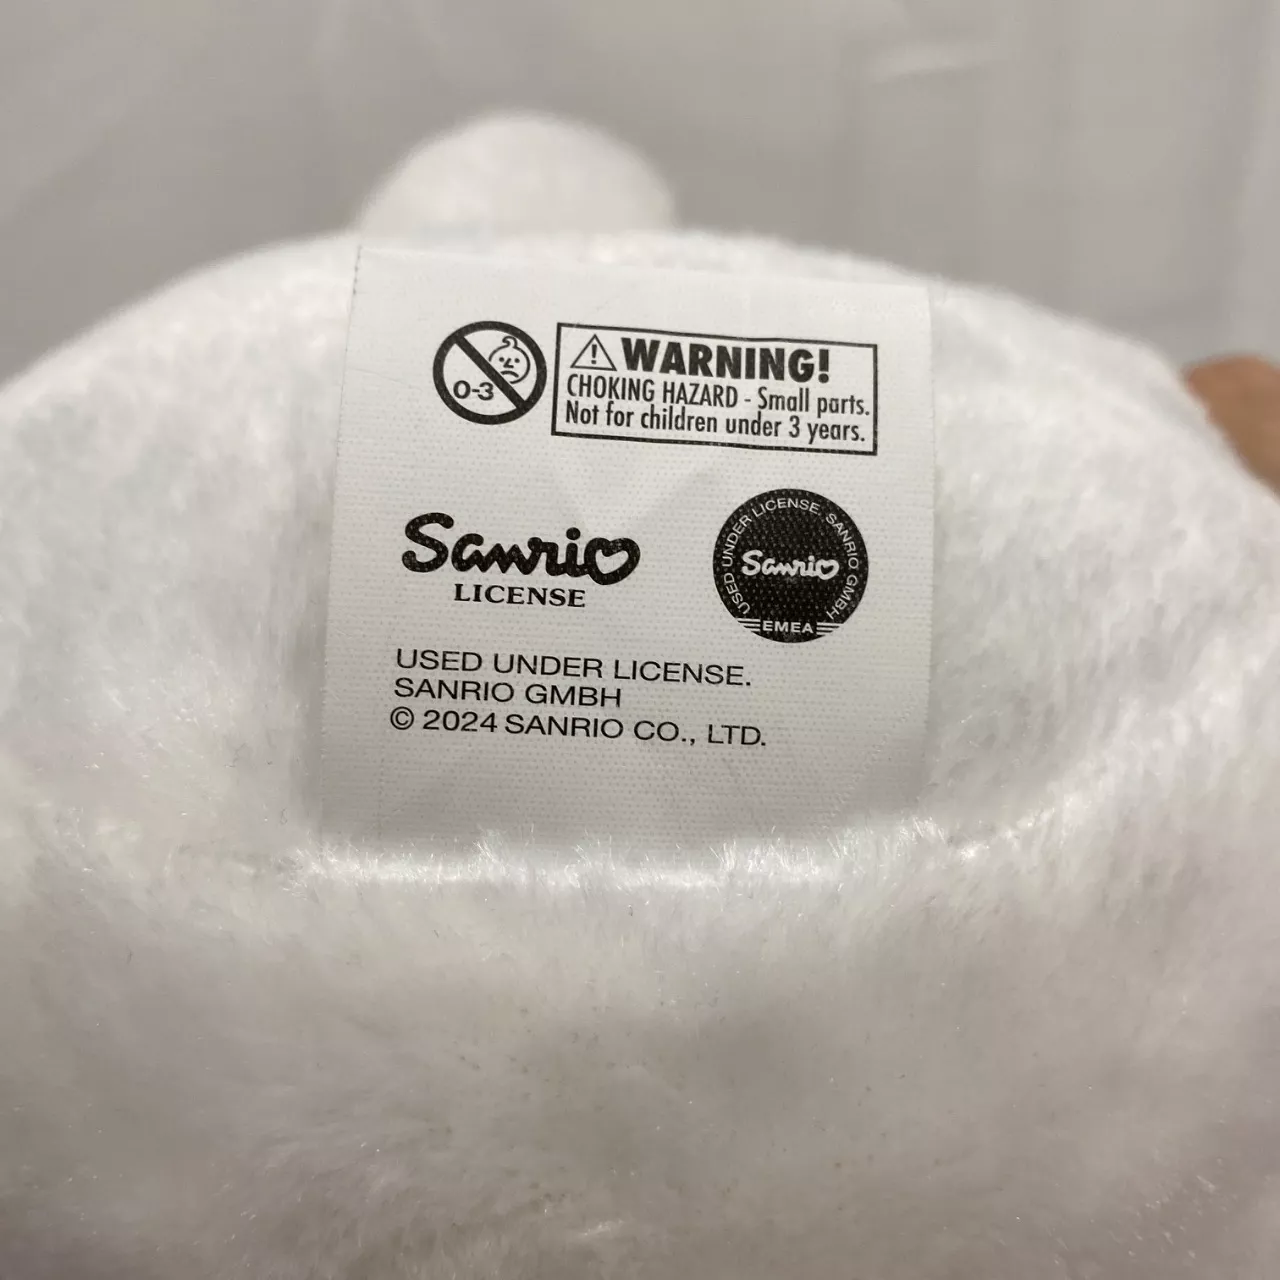 0-3
WARNING!
CHOKING HAZARD - Small parts.
Not for children under 3 years.
Sanrio
LICENSE
USED UNDER LICENSE. SANRIO GMBH
Sanrio
EMEA
USED UNDER LICENSE.
SANRIO GMBH
© 2024 SANRIO CO., LTD.